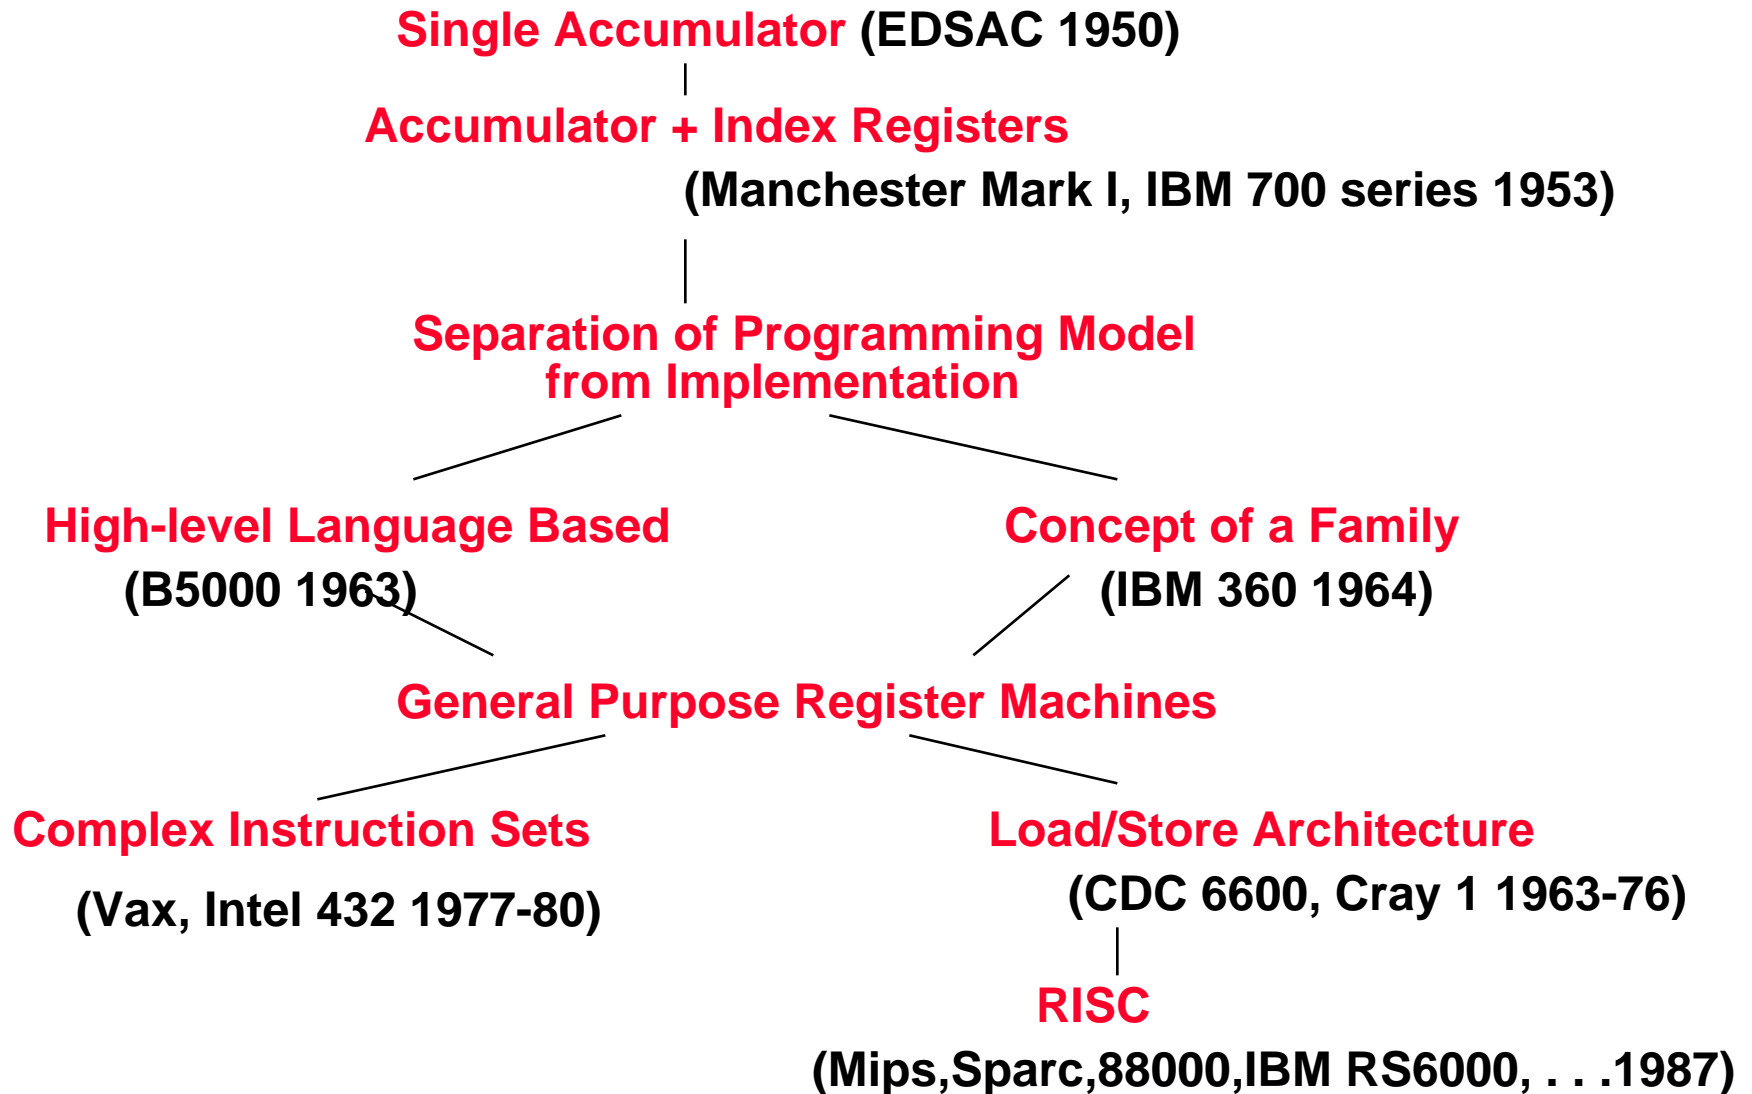 Single Accumulator (EDSAC 1950)
Accumulator + Index Registers
(Manchester Mark I, IBM 700 series 1953)
Separation of Programming Model
from Implementation
High-level Language Based
Concept of a Family
(B5000 1963)
(IBM 360 1964)
General Purpose Register Machines
Complex Instruction Sets
Load/Store Architecture
(Vax, Intel 432 1977-80)
(CDC 6600, Cray 1 1963-76)
RISC
(Mips,Sparc,88000,IBM RS6000, . . .1987)